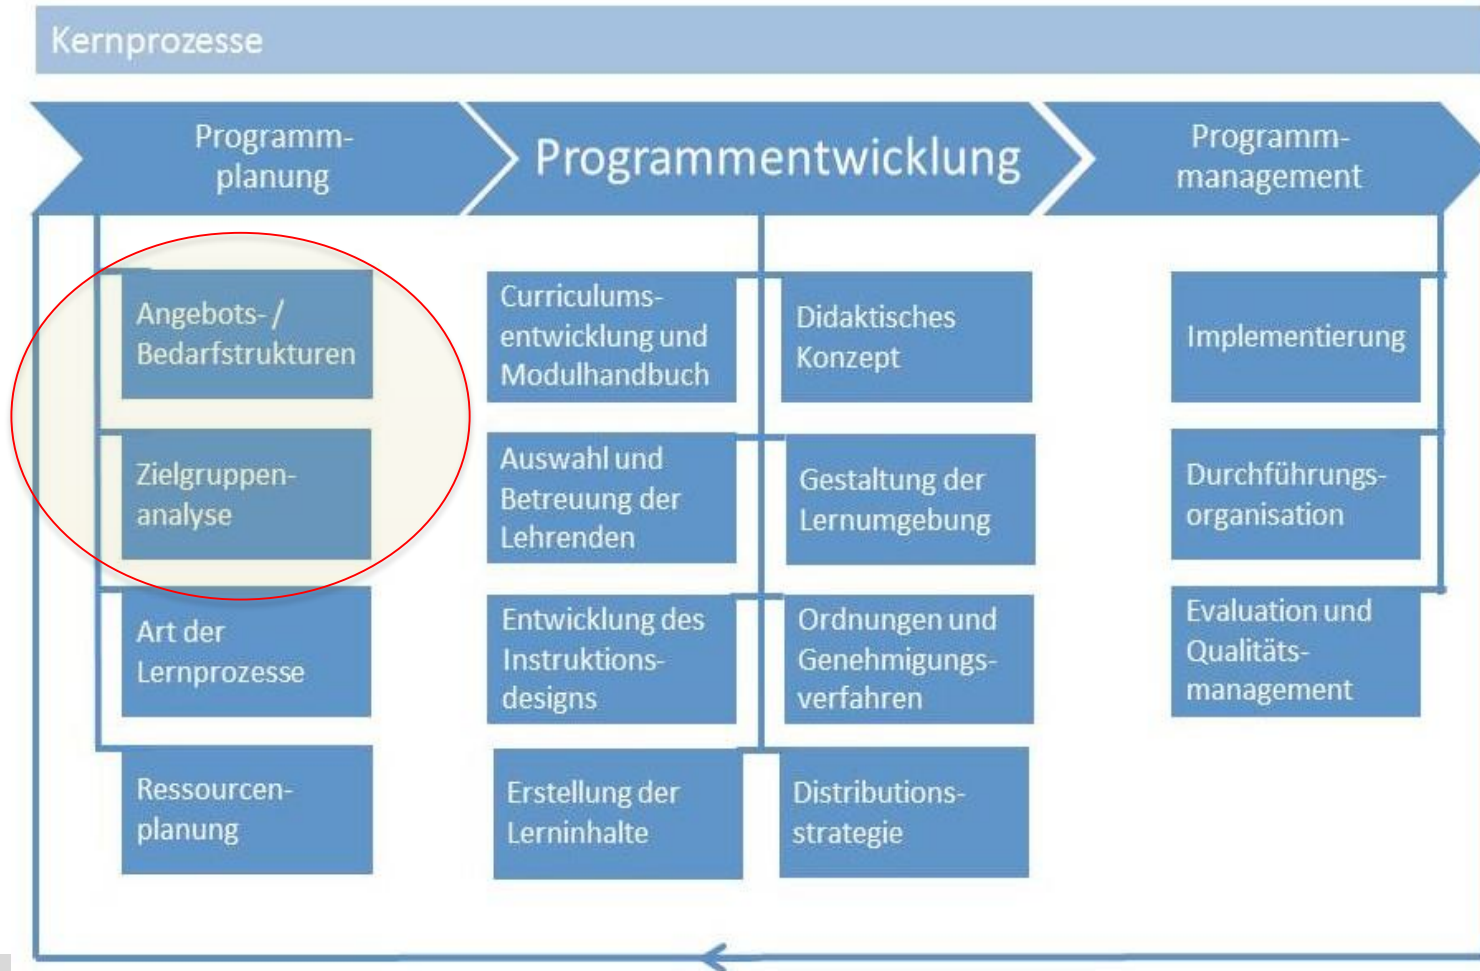 Kernprozesse
Programm-
planung
Programmentwicklung
Programm-
management
Angebots- /
Bedarfstrukturen
Zielgruppen-
analyse
Art der
Lernprozesse
Ressourcen-
planung
Curriculums-
entwicklung und
Modulhandbuch
Auswahl und
Betreuung der
Lehrenden
Entwicklung des
Instruktions-
designs
Erstellung der
Lerninhalte
Didaktisches
Konzept
Gestaltung der
Lernumgebung
Ordnungen und
Genehmigungs-
verfahren
Distributions-
strategie
Implementierung
Durchführungs-
organisation
Evaluation und
Qualitäts-
management